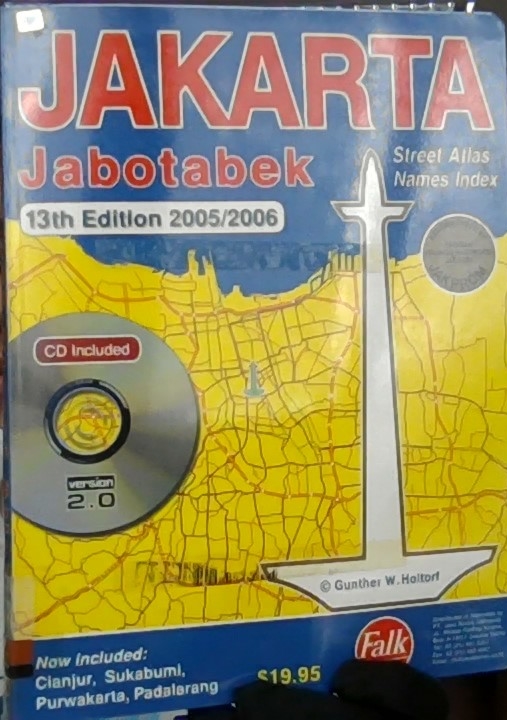 JAKARTA
Jabotabek
Street Atlas
Names Index
13th Edition 2005/2006
CD Included
version
2.0
© Gunther W. Holtorf
Now included:
Cianjur, Sukabumi,
Purwakarta, Padalarang
Falk
$19.95